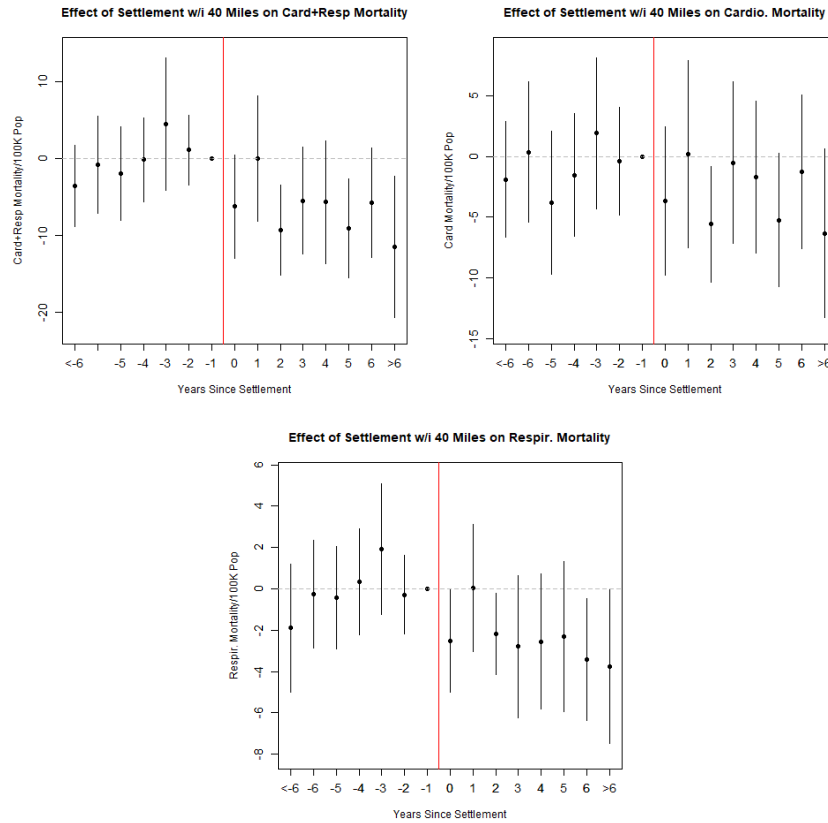 Effect of Settlement w/i 40 Miles on Card+Resp Mortality
Card+Resp Mortality/100K Pop
10
0
-10
-20
<-6 -5 -4 -3 -2 -1 0 1 2 3 4 5 6 >6
Years Since Settlement
Effect of Settlement w/i 40 Miles on Cardio. Mortality
Card Mortality/100K Pop
5
0
-5
-10
-15
<-6 -5 -4 -3 -2 -1 0 1 2 3 4 5 6 >6
Years Since Settlement
Effect of Settlement w/i 40 Miles on Respir. Mortality
Respir. Mortality/100K Pop
6
4
2
0
-2
-4
-6
-8
<-6 -6 -5 -4 -3 -2 -1 0 1 2 3 4 5 6 >6
Years Since Settlement